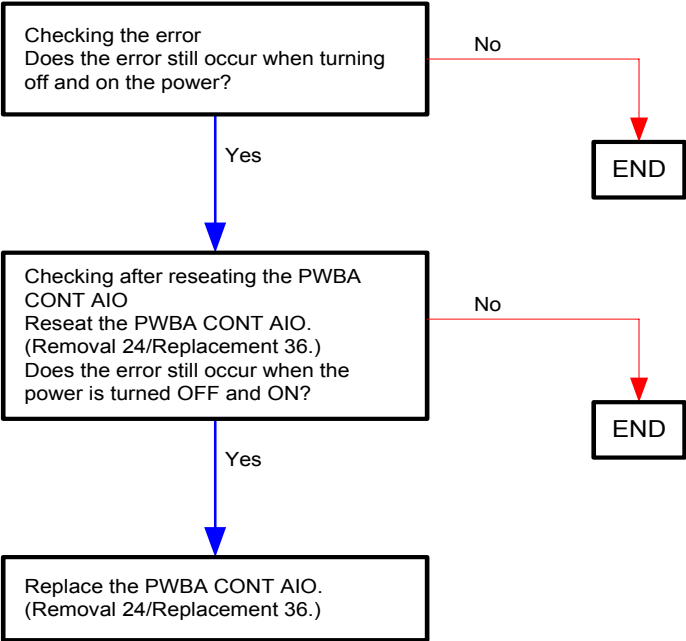 Checking the error
Does the error still occur when turning
off and on the power?
No
END
Yes
Checking after reseating the PWBA
CONT AIO
Reseat the PWBA CONT AIO.
(Removal 24/Replacement 36.)
Does the error still occur when the
power is turned OFF and ON?
No
END
Yes
Replace the PWBA CONT AIO.
(Removal 24/Replacement 36.)